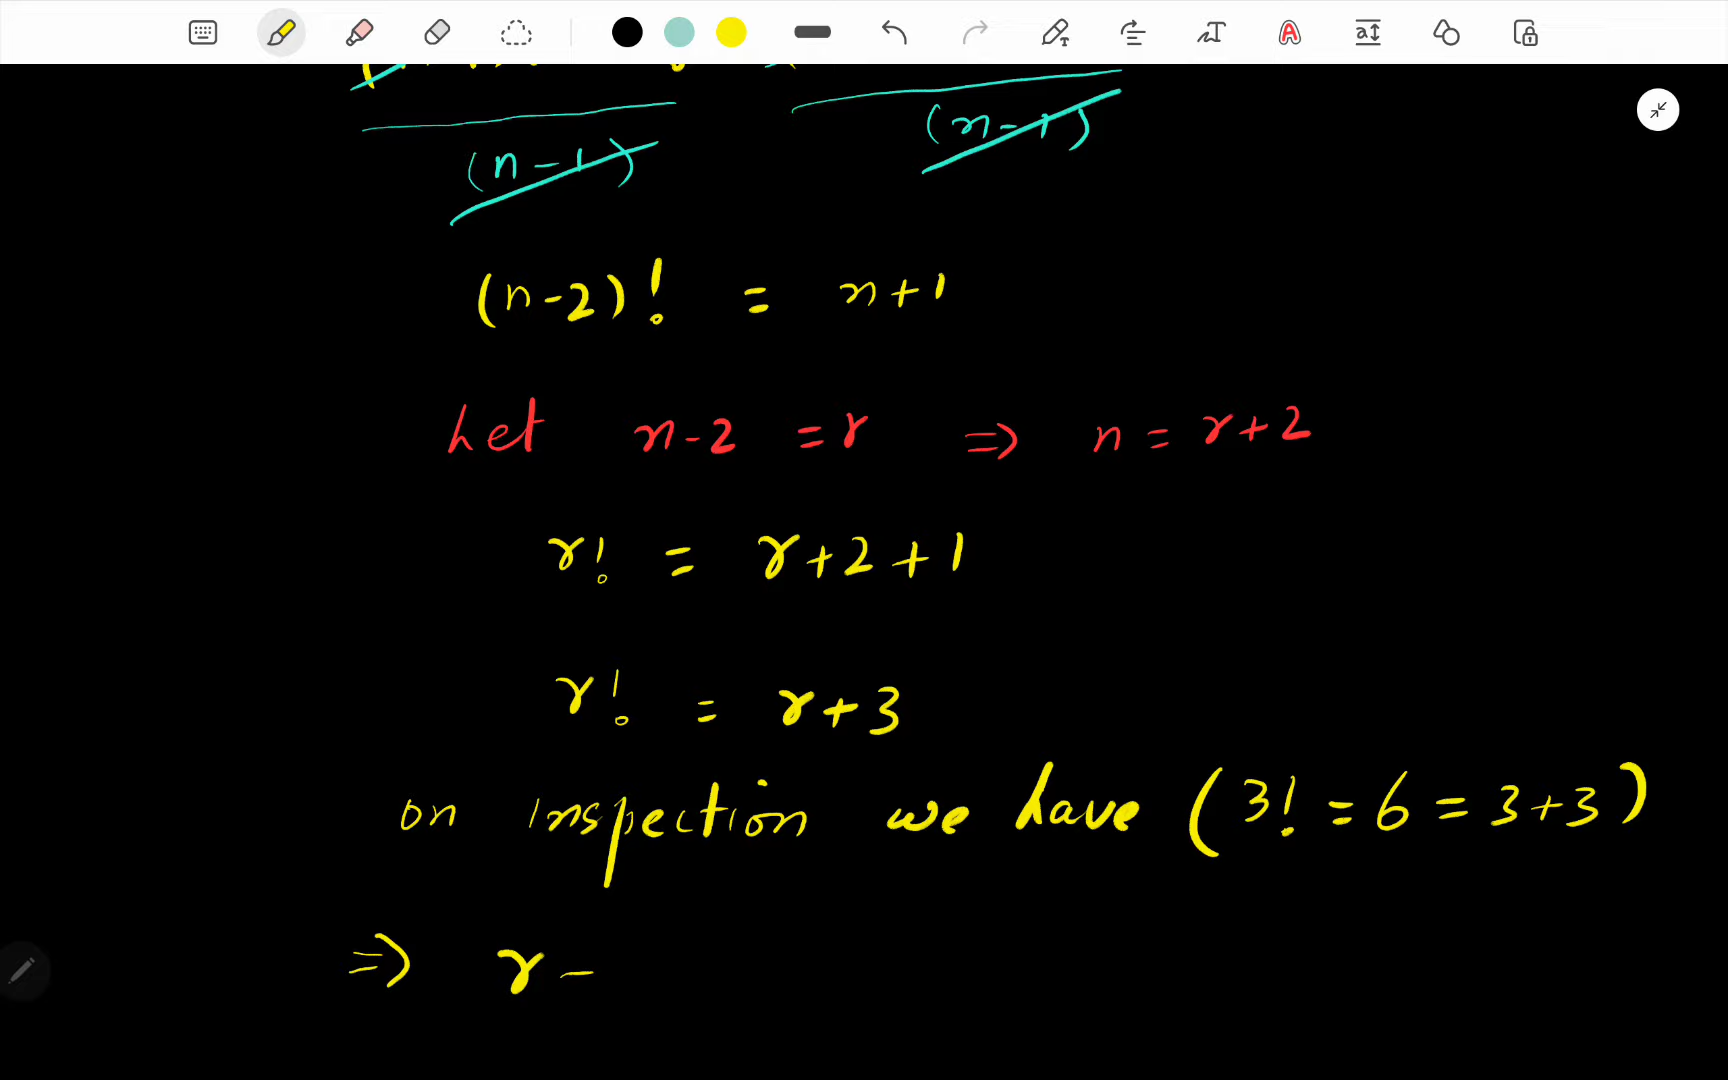 (n-1) (n-1)
(n-2)! = n+1
Let n-2 = r ⇒ n = r+2
r! = r+2+1
r! = r+3
on inspection we have (3! = 6 = 3+3)
⇒ r -